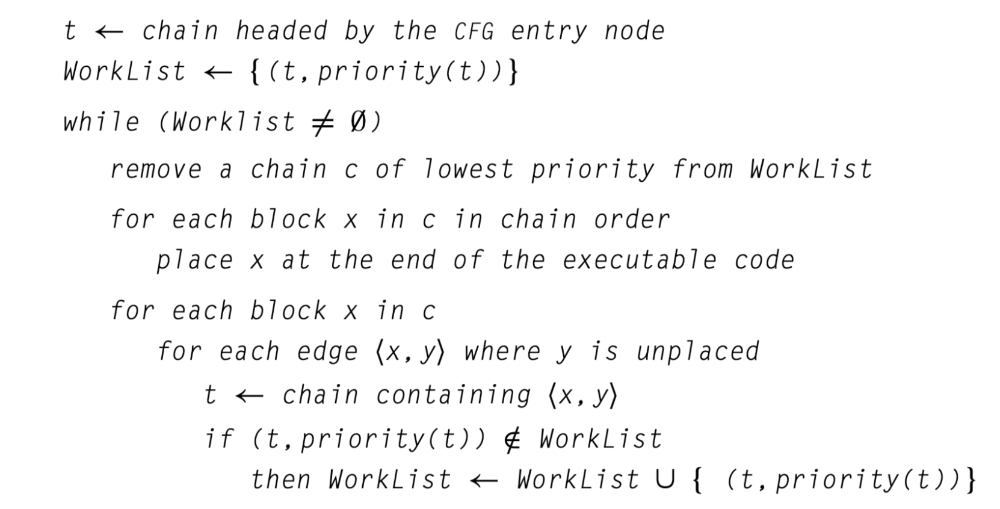 t ← chain headed by the CFG entry node
WorkList ← {(t,priority(t))}
while (Worklist ≠ ∅)
remove a chain c of lowest priority from WorkList
for each block x in c in chain order
place x at the end of the executable code
for each block x in c
for each edge ⟨x,y⟩ where y is unplaced
t ← chain containing ⟨x,y⟩
if (t,priority(t)) ∉ WorkList
then WorkList ← WorkList ∪ { (t,priority(t))}